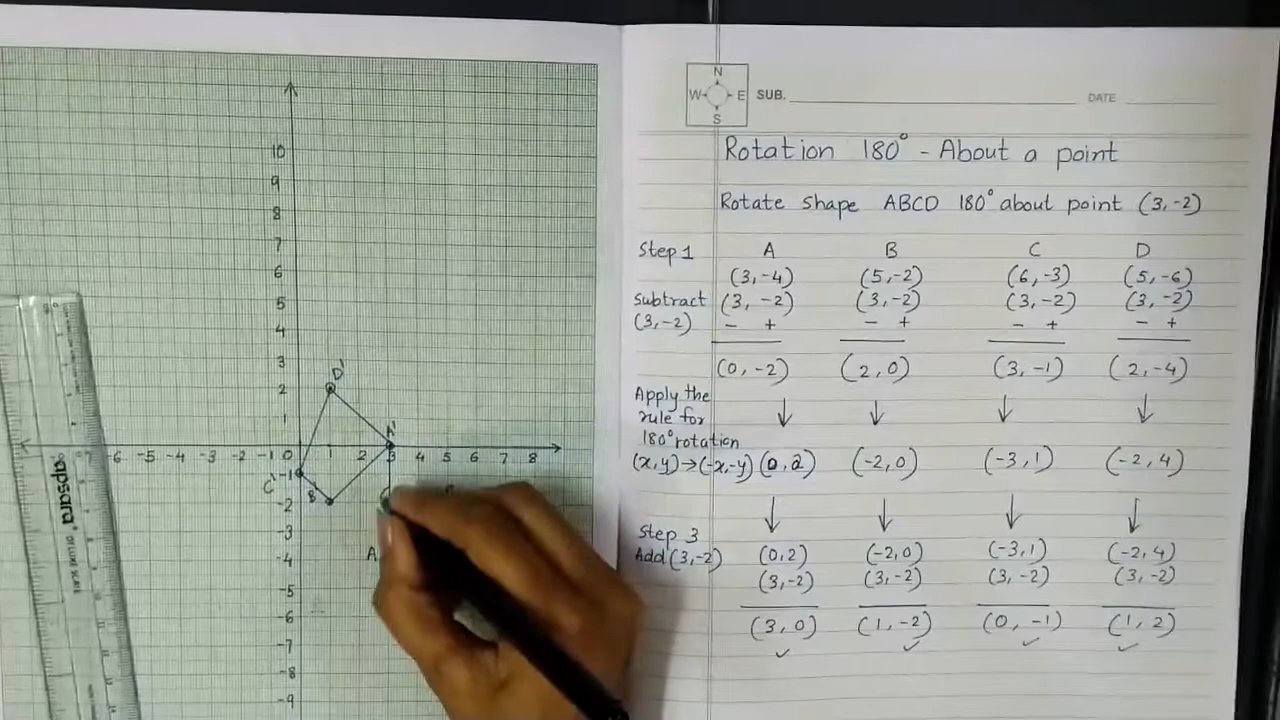 N
W E SUB. DATE
S
Rotation 180° - About a point
Rotate shape ABCD 180° about point (3,-2)
Step 1 A B C D
(3,-4) (5,-2) (6,-3) (5,-6)
subtract (3,-2) (3,-2) (3,-2) (3,-2)
(3,-2) - + - + - + - +
(0,-2) (2,0) (3,-1) (2,-4)
Apply the
rule for
180° rotation
(x,y)→(-x,-y) (0,2) (-2,0) (-3,1) (-2,4)
Step 3
Add (3,-2) (0,2) (-2,0) (-3,1) (-2,4)
(3,-2) (3,-2) (3,-2) (3,-2)
(3,0) (1,-2) (0,-1) (1,2)
10
9
8
7
6
5
4
3
D'
2
1
A'
-6 -5 -4 -3 -2 -1 0 1 2 3 4 5 6 7 8
-1
C'
B
-2
-3
A
-4
-5
-6
-7
-8
-9
apsara